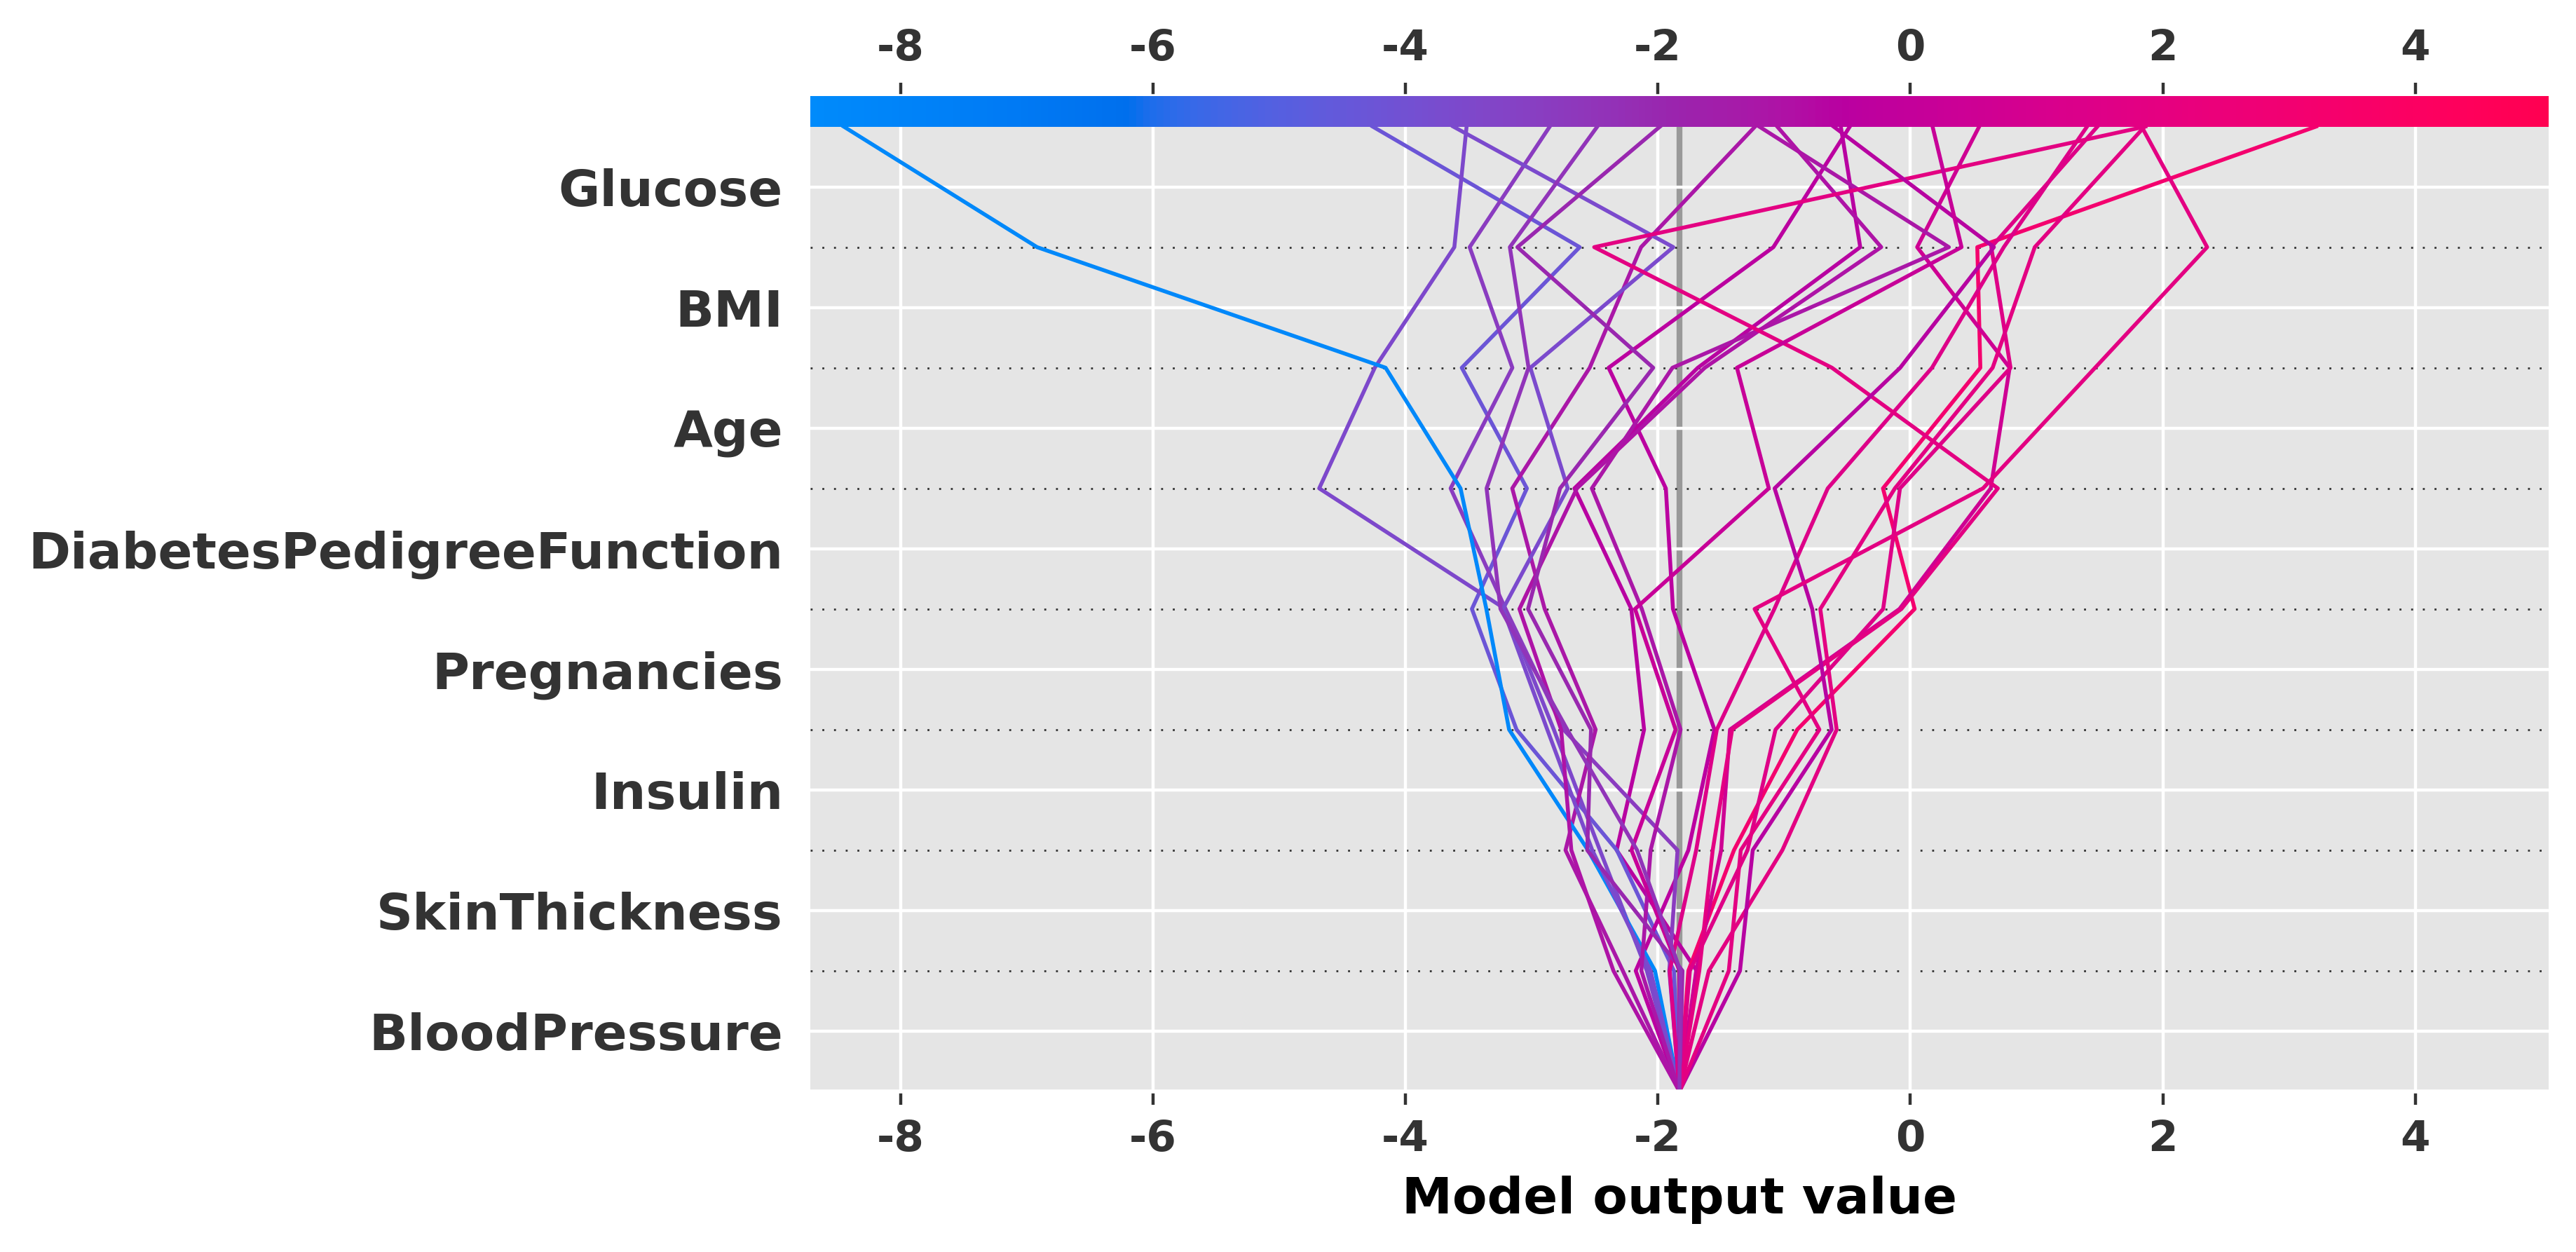 -8 -6 -4 -2 0 2 4
Glucose
BMI
Age
DiabetesPedigreeFunction
Pregnancies
Insulin
SkinThickness
BloodPressure
-8 -6 -4 -2 0 2 4
Model output value